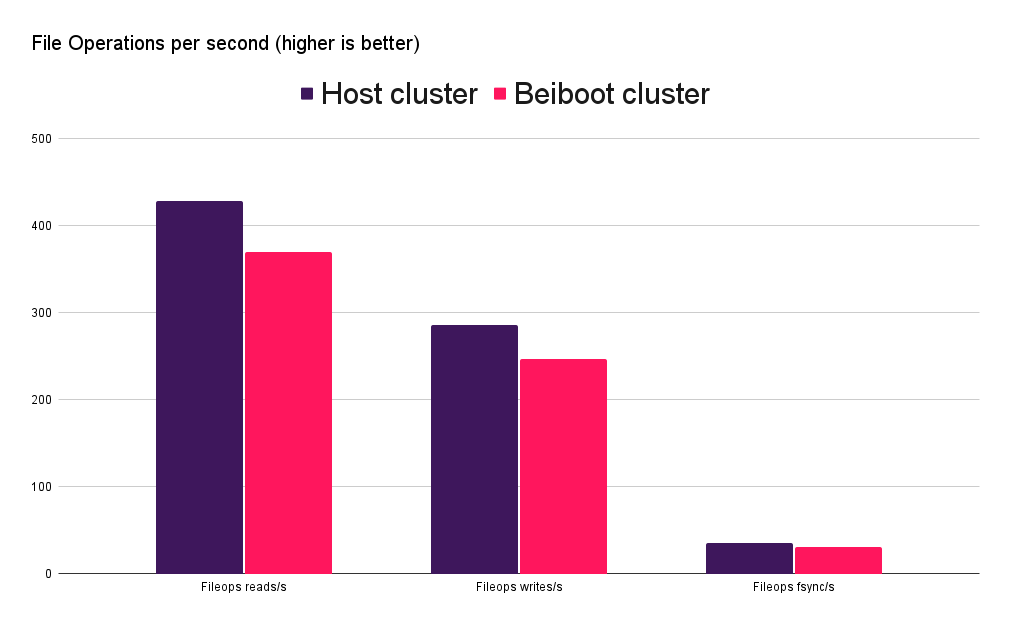 File Operations per second (higher is better)
Host cluster Beiboot cluster
500
400
300
200
100
0
Fileops reads/s Fileops writes/s Fileops fsync/s